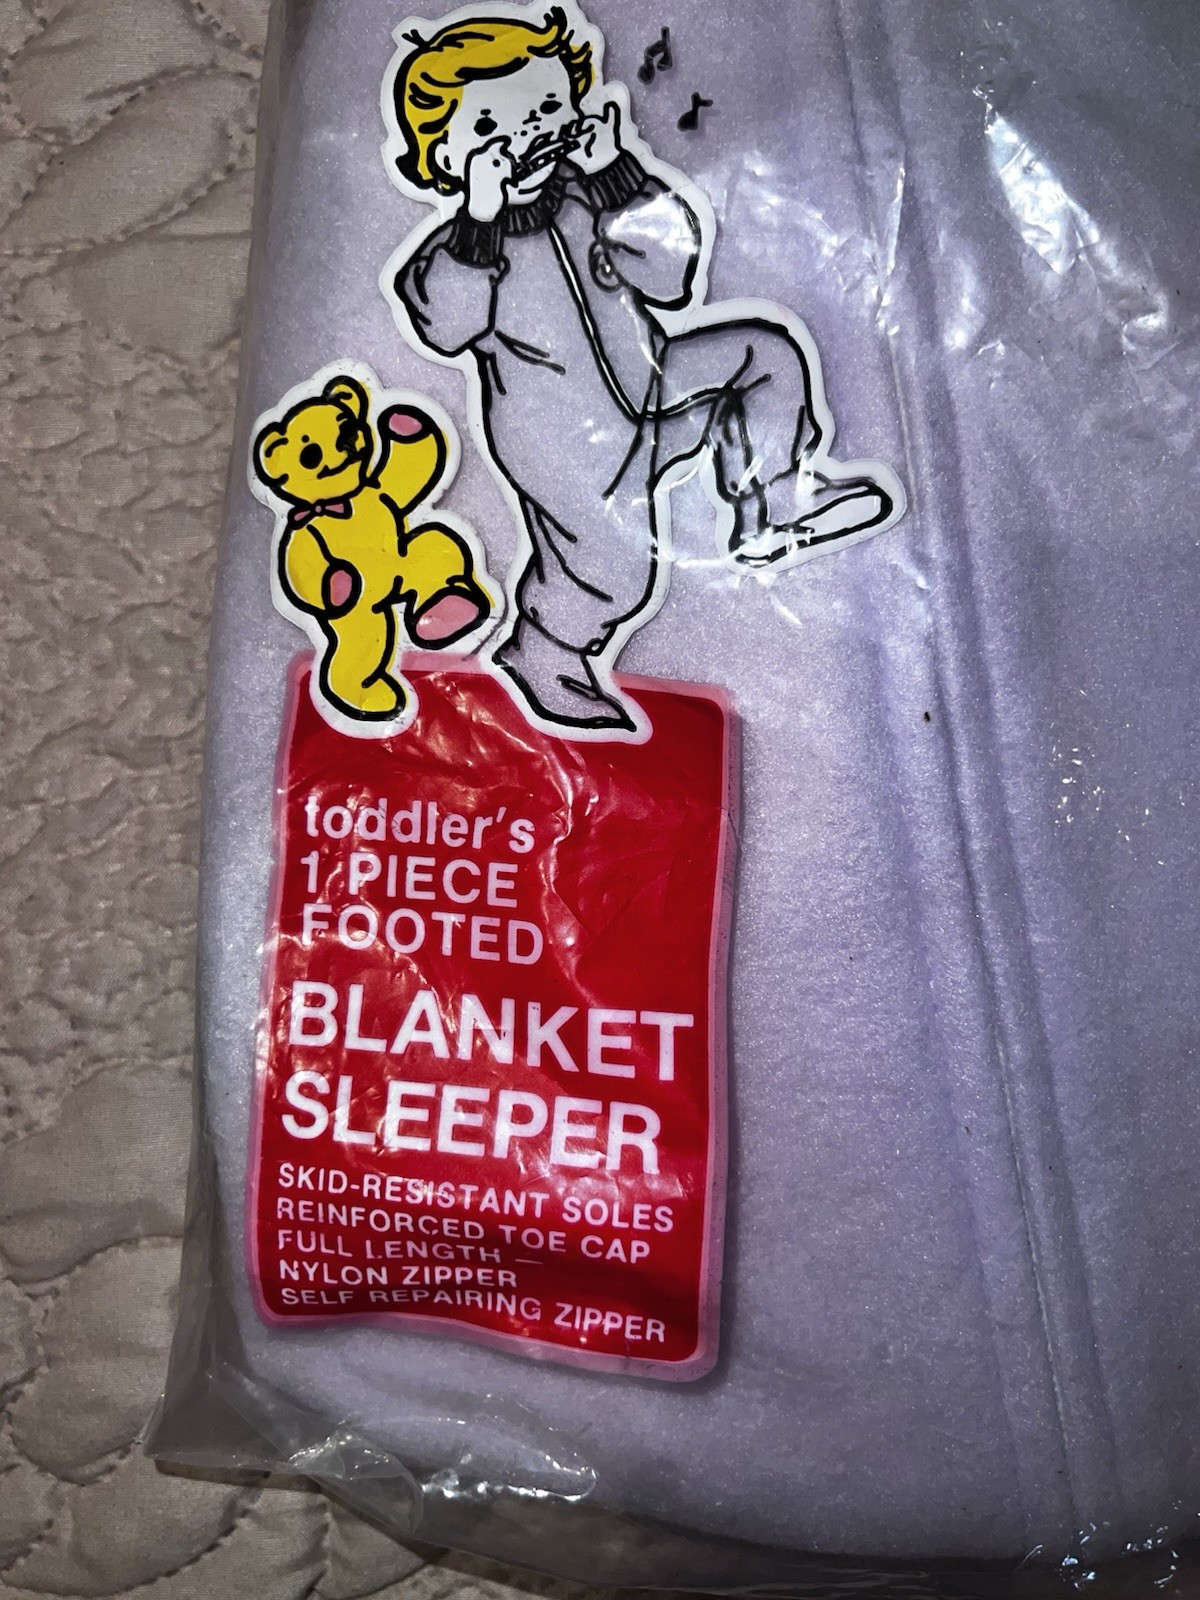 toddler's
1 PIECE
FOOTED
BLANKET
SLEEPER
SKID-RESISTANT SOLES
REINFORCED TOE CAP
FULL LENGTH —
NYLON ZIPPER
SELF REPAIRING ZIPPER